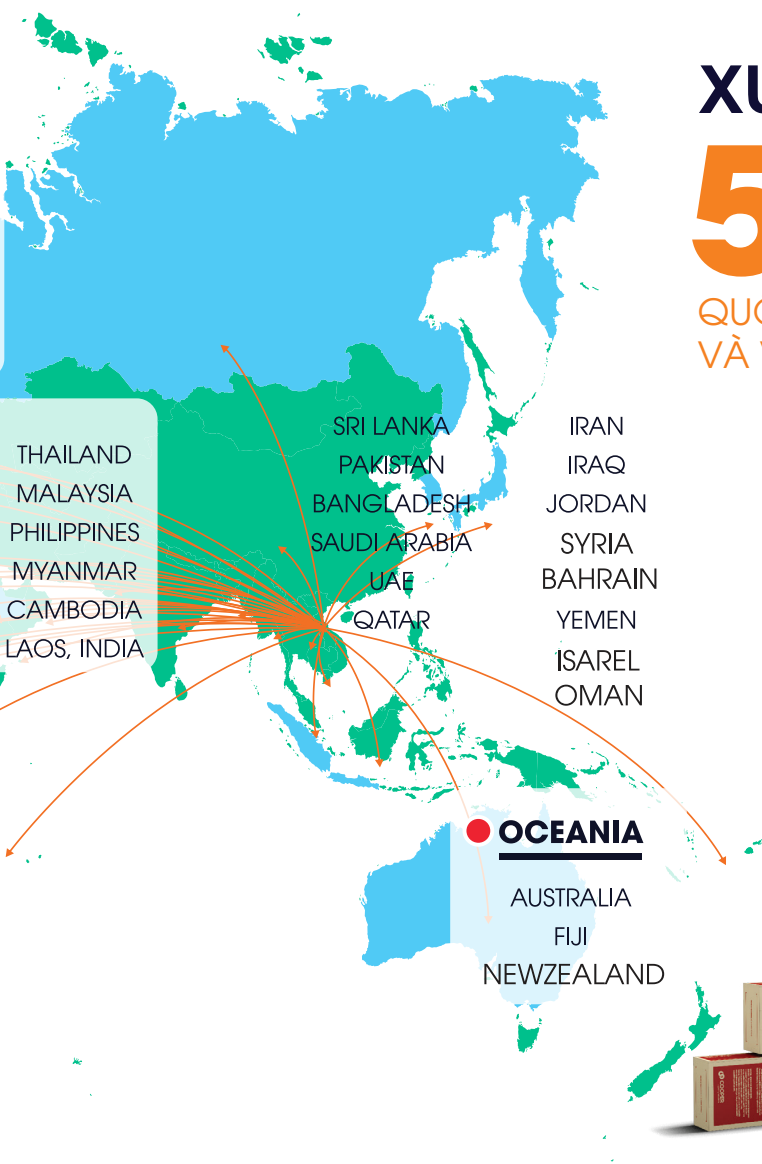 XU
5
QUỐ
VÀ V
THAILAND
MALAYSIA
PHILIPPINES
MYANMAR
CAMBODIA
LAOS, INDIA
SRI LANKA
PAKISTAN
BANGLADESH
SAUDI ARABIA
UAE
QATAR
IRAN
IRAQ
JORDAN
SYRIA
BAHRAIN
YEMEN
ISAREL
OMAN
OCEANIA
AUSTRALIA
FIJI
NEWZEALAND